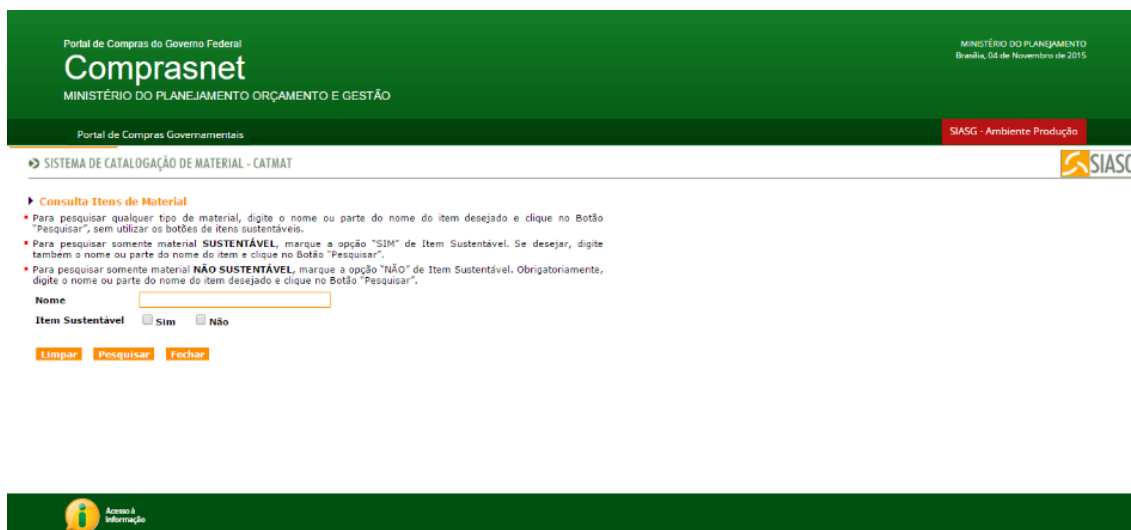 Portal de Compras do Governo Federal
Comprasnet
MINISTÉRIO DO PLANEJAMENTO ORÇAMENTO E GESTÃO
MINISTÉRIO DO PLANEJAMENTO
Brasília, 04 de Novembro de 2015
Portal de Compras Governamentais
SIASG - Ambiente Produção
SISTEMA DE CATALOGAÇÃO DE MATERIAL - CATMAT
SIASG
Consulta Itens de Material
Para pesquisar qualquer tipo de material, digite o nome ou parte do nome do item desejado e clique no Botão
"Pesquisar", sem utilizar os botões de itens sustentáveis.
Para pesquisar somente material SUSTENTÁVEL, marque a opção "SIM" de Item Sustentável. Se desejar, digite
também o nome ou parte do nome do item e clique no Botão "Pesquisar".
Para pesquisar somente material NÃO SUSTENTÁVEL, marque a opção "NÃO" de Item Sustentável. Obrigatoriamente,
digite o nome ou parte do nome do item desejado e clique no Botão "Pesquisar".
Nome
Item Sustentável Sim Não
Limpar Pesquisar Fechar
Acesso à
Informação